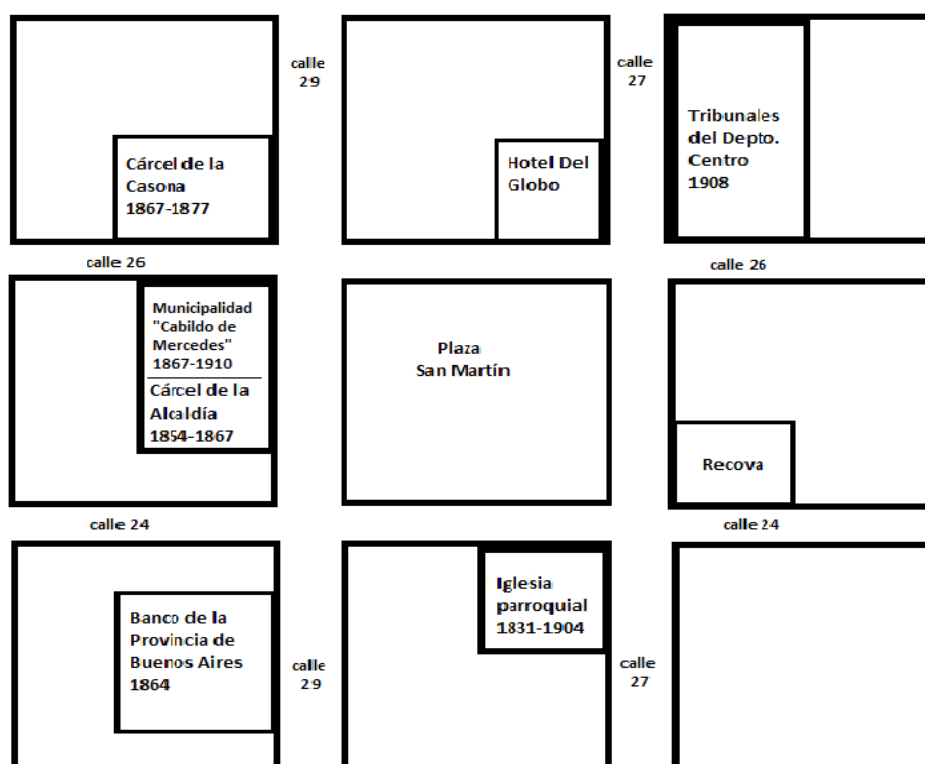 calle
29
calle
27
Cárcel de la
Casona
1867-1877
Hotel Del
Globo
Tribunales
del Depto.
Centro
1908
calle 26
calle 26
Municipalidad
"Cabildo de
Mercedes"
1867-1910
Cárcel de la
Alcaldía
1854-1867
Plaza
San Martín
Recova
calle 24
calle 24
Banco de la
Provincia de
Buenos Aires
1864
Iglesia
parroquial
1831-1904
calle
29
calle
27